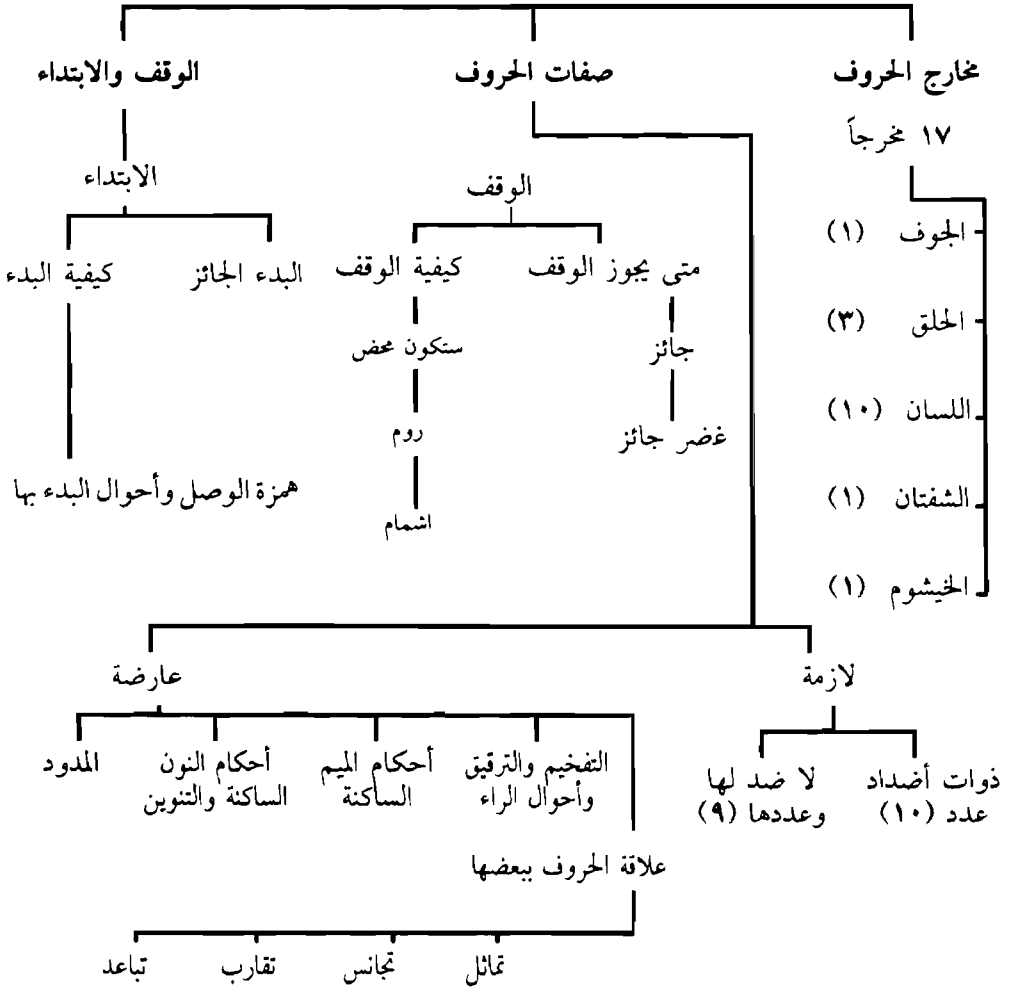 مخارج الحروف
صفات الحروف
الوقف والابتداء
١٧ مخرجاً
الجوف (١)
الحلق (٣)
اللسان (١٠)
الشفتان (١)
الخيشوم (١)
الوقف
متى يجوز الوقف
كيفية الوقف
جائز
غضر جائز
ستكون محض
روم
اشمام
الابتداء
البدء الجائز
كيفية البدء
همزة الوصل وأحوال البدء بها
لازمة
عارضة
ذوات أضداد
عدد (١٠)
لا ضد لها
وعددها (٩)
التفخيم والترقيق
وأحوال الراء
أحكام الميم
الساكنة
أحكام النون
الساكنة والتنوين
المدود
علاقة الحروف ببعضها
تماثل
تجانس
تقارب
تباعد